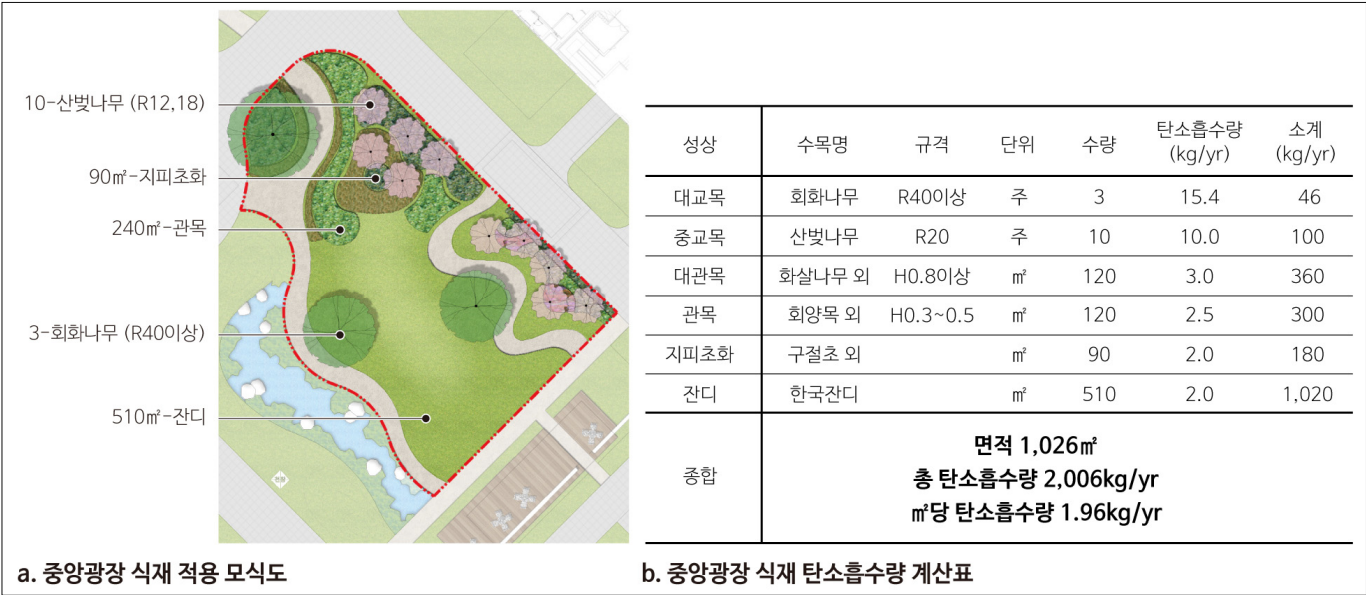 10-산벚나무 (R12,18)
90㎡-지피초화
240㎡-관목
3-회화나무 (R40이상)
510㎡-잔디
a. 중앙광장 식재 적용 모식도
성상 수목명 규격 단위 수량 탄소흡수량 (kg/yr) 소계 (kg/yr)
대교목 회화나무 R40이상 주 3 15.4 46
중교목 산벚나무 R20 주 10 10.0 100
대관목 화살나무 외 H0.8이상 ㎡ 120 3.0 360
관목 회양목 외 H0.3~0.5 ㎡ 120 2.5 300
지피초화 구절초 외 ㎡ 90 2.0 180
잔디 한국잔디 ㎡ 510 2.0 1,020
종합
면적 1,026㎡
총 탄소흡수량 2,006kg/yr
㎡당 탄소흡수량 1.96kg/yr
b. 중앙광장 식재 탄소흡수량 계산표